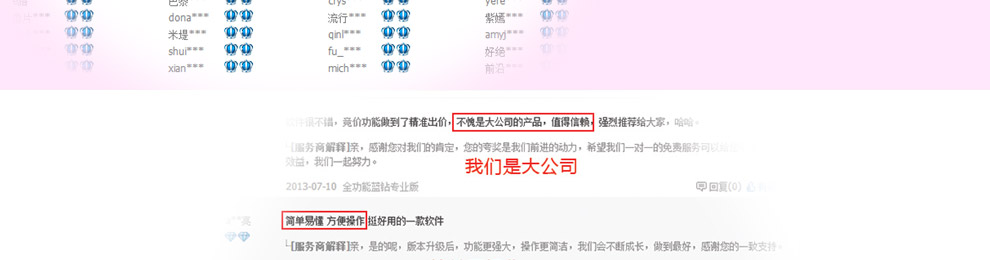 巴黎 crys yere
dona*** 流行*** 紫嫣***
米堤*** qinl*** amyj***
shui*** fu_*** 好绝***
xian*** mich*** 前沿***
很不错，竞价功能做到了精准出价，不愧是大公司的产品，值得信赖，强烈推荐给大家，哈哈。
[服务商解释]亲，感谢您对我们的肯定，您的夸奖是我们前进的动力，希望我们一对一的免费服务可以
效益，我们一起努力。
我们是大公司
2013-07-10 全功能蓝钻专业版 回复(0)
**高 简单易懂 方便操作 挺好用的一款软件
[服务商解释]亲，是的呢，版本升级后，功能更强大，操作更简洁，我们会不断成长，做到最好，感谢您的一致支持，